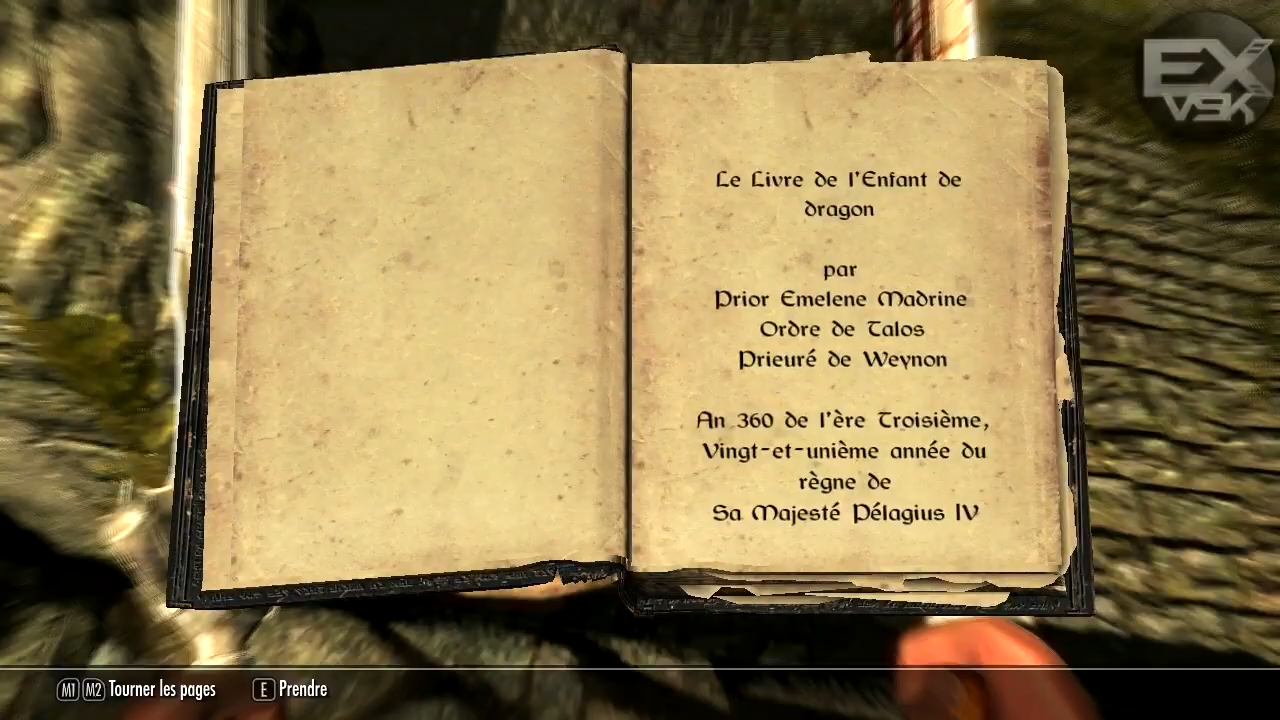 EX
V9K
Le Livre de l'Enfant de
dragon
par
Prior Emelene Madrine
Ordre de Talos
Prieuré de Weynon
An 360 de l'ère Troisième,
Vingt-et-unième année du
règne de
Sa Majesté Pélagius IV
M1 M2 Tourner les pages E Prendre